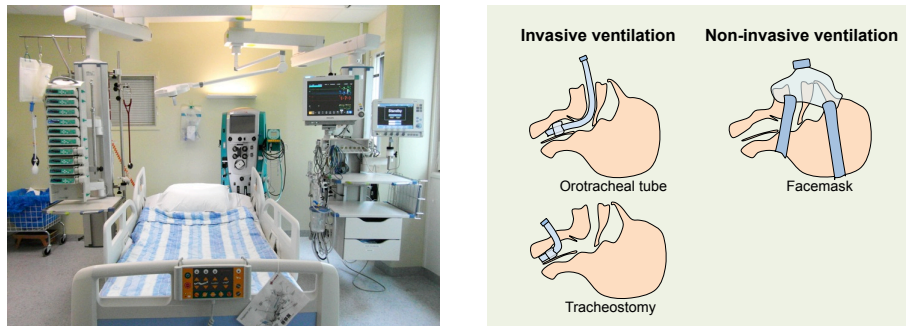 Invasive ventilation
Non-invasive ventilation
Orotracheal tube
Facemask
Tracheostomy